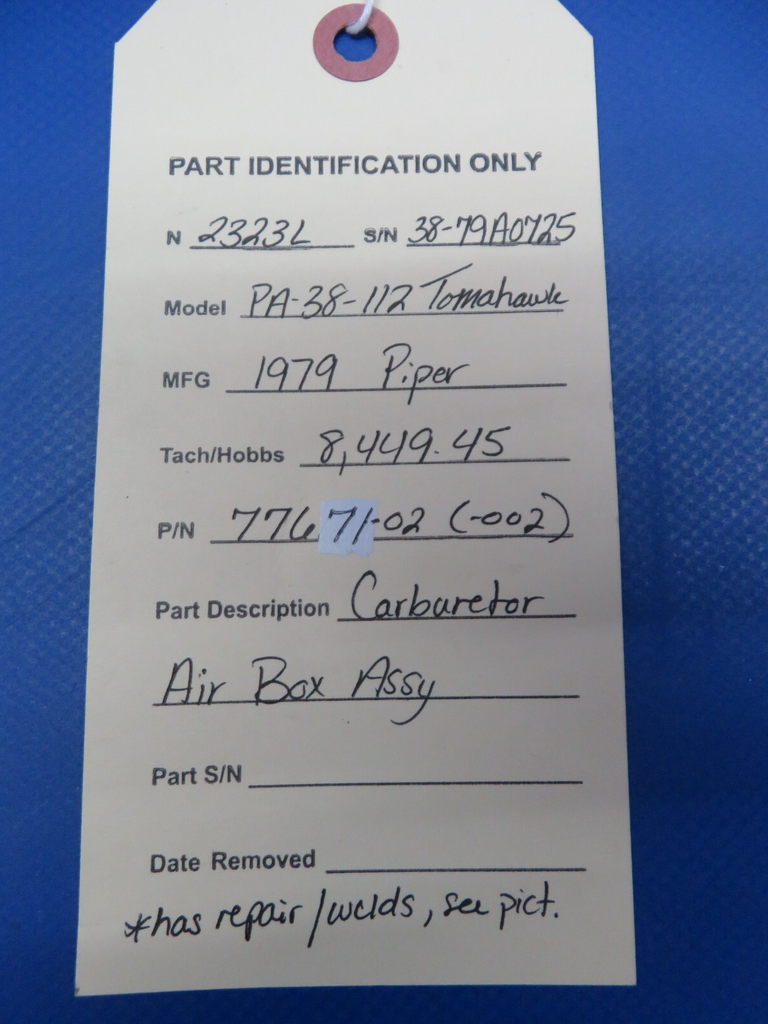 PART IDENTIFICATION ONLY
N 2323L S/N 38-79A0725
Model PA-38-112 Tomahawk
MFG 1979 Piper
Tach/Hobbs 8,449.45
P/N 77671-02 (-002)
Part Description Carburetor
Air Box Assy
Part S/N
Date Removed
*has repair/welds, see pict.